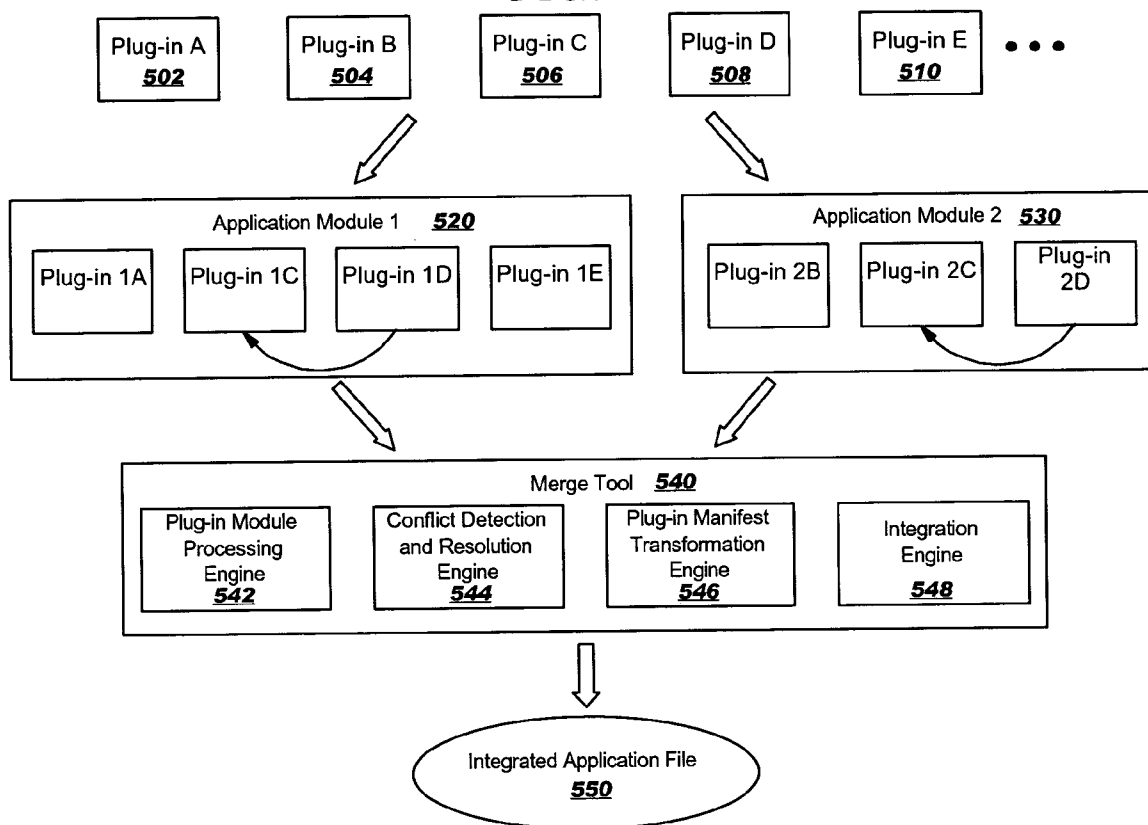 Plug-in A
502
Plug-in B
504
Plug-in C
506
Plug-in D
508
Plug-in E
510
Application Module 1 520
Plug-in 1A
Plug-in 1C
Plug-in 1D
Plug-in 1E
Application Module 2 530
Plug-in 2B
Plug-in 2C
Plug-in
2D
Merge Tool 540
Plug-in Module
Processing
Engine
542
Conflict Detection
and Resolution
Engine
544
Plug-in Manifest
Transformation
Engine
546
Integration
Engine
548
Integrated Application File
550